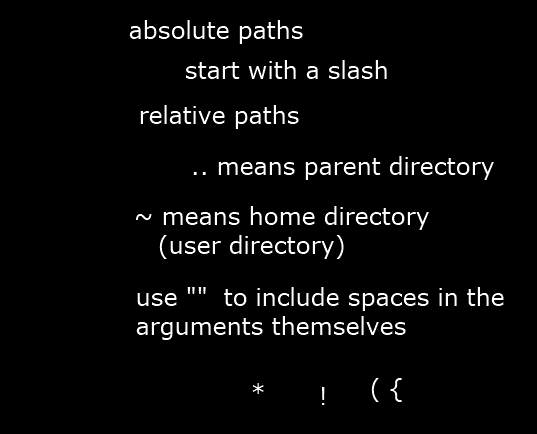 absolute paths
start with a slash
relative paths
.. means parent directory
~ means home directory
(user directory)
use "" to include spaces in the
arguments themselves
* ! ( {